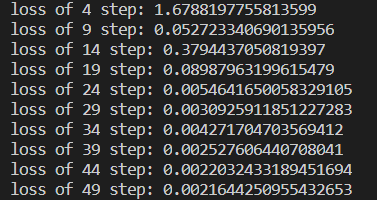 loss of 4 step: 1.6788197755813599
loss of 9 step: 0.052723340690135956
loss of 14 step: 0.3794437050819397
loss of 19 step: 0.08987963199615479
loss of 24 step: 0.0054641650058329105
loss of 29 step: 0.0030925911851227283
loss of 34 step: 0.004271704703569412
loss of 39 step: 0.002527606440708041
loss of 44 step: 0.0022032433189451694
loss of 49 step: 0.0021644250955432653